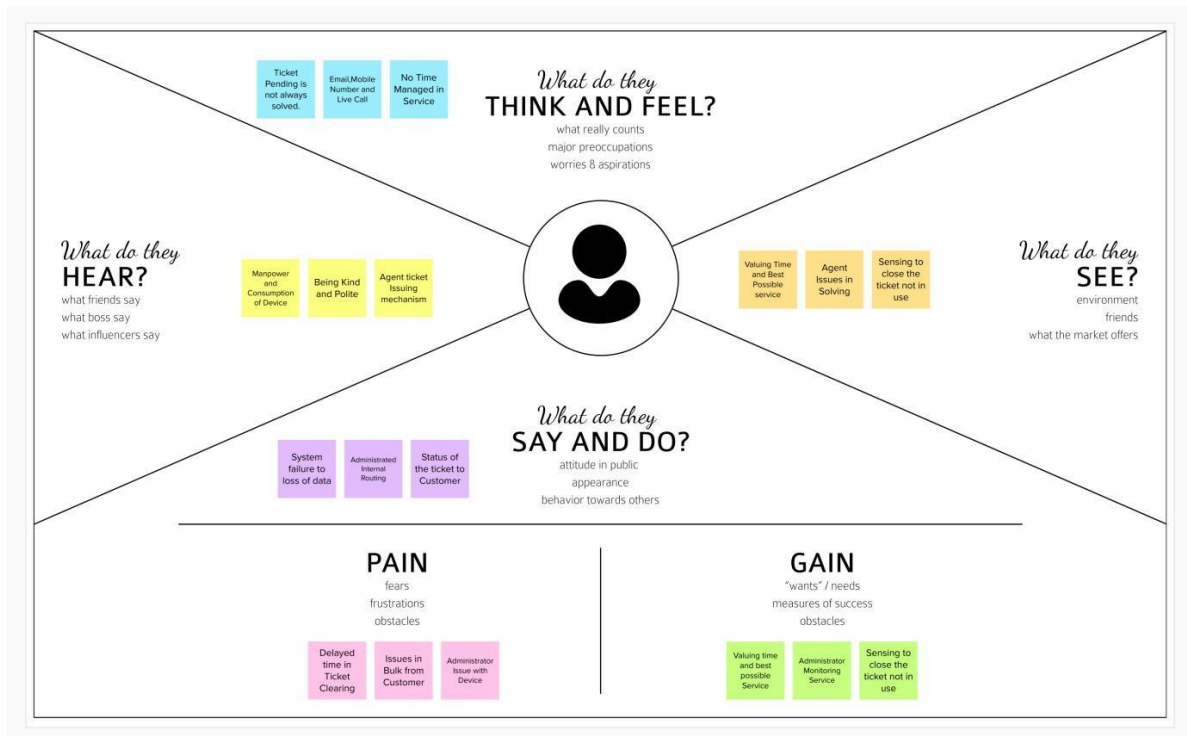 Ticket
Pending is
not always
solved.
Email,Mobile
Number and
Live Call
No Time
Managed in
Service
What do they
THINK AND FEEL?
what really counts
major preoccupations
worries & aspirations
What do they
HEAR?
what friends say
what boss say
what influencers say
Manpower
and
Consumption
of Device
Being Kind
and Polite
Agent ticket
Issuing
mechanism
Valuing Time
and Best
Possible
service
Agent
Issues in
Solving
Sensing to
close the
ticket not in
use
What do they
SEE?
environment
friends
what the market offers
What do they
SAY AND DO?
attitude in public
appearance
behavior towards others
System
failure to
loss of data
Administrated
Internal
Routing
Status of
the ticket to
Customer
PAIN
fears
frustrations
obstacles
Delayed
time in
Ticket
Clearing
Issues in
Bulk from
Customer
Administrator
Issue with
Device
GAIN
"wants" / needs
measures of success
obstacles
Valuing time
and best
possible
Service
Administrator
Monitoring
Service
Sensing to
close the
ticket not in
use